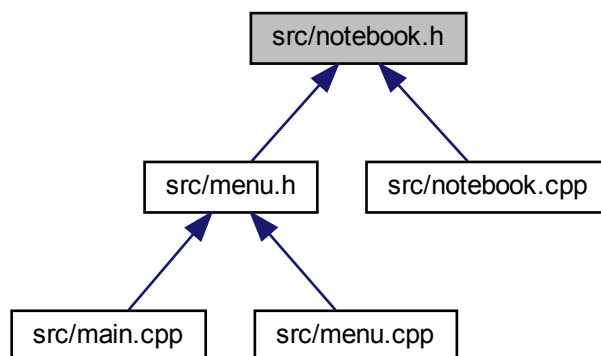 src/notebook.h
src/menu.h
src/notebook.cpp
src/main.cpp
src/menu.cpp